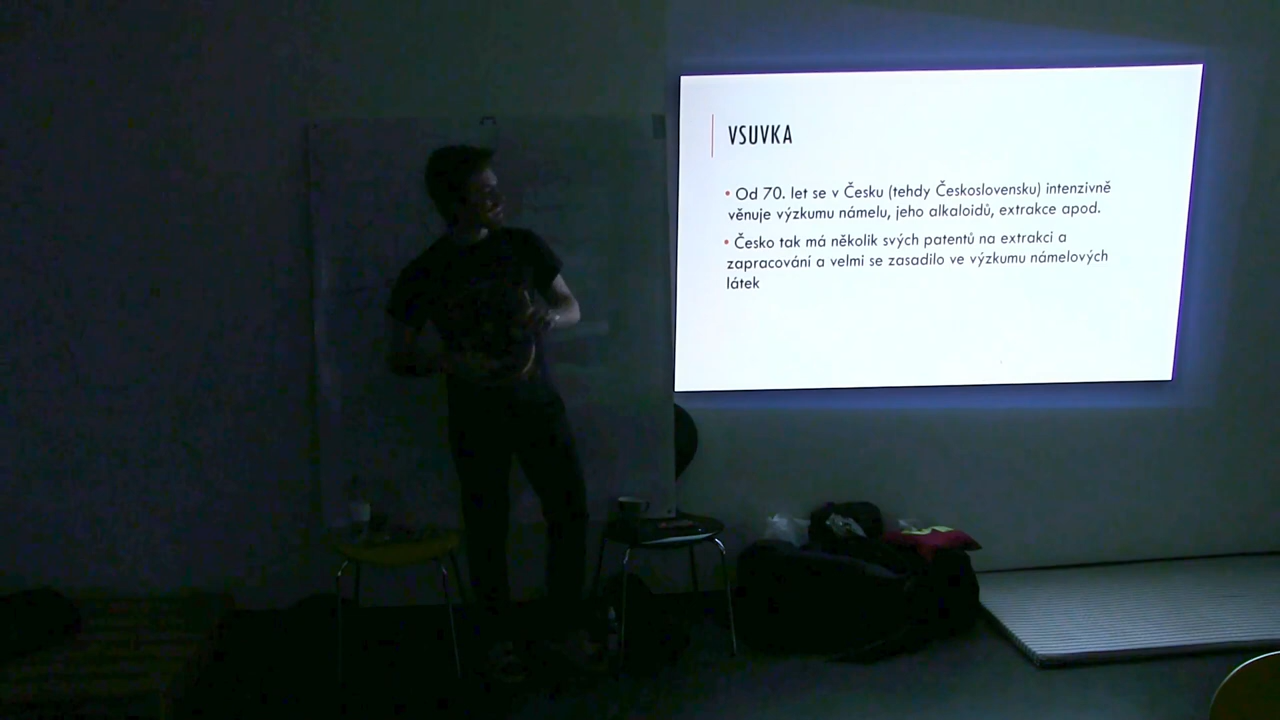 VSUVKA
• Od 70. let se v Česku (tehdy Československu) intenzivně
věnuje výzkumu námelu, jeho alkaloidů, extrakce apod.
• Česko tak má několik svých patentů na extrakci a
zapracování a velmi se zasadilo ve výzkumu námelových
látek